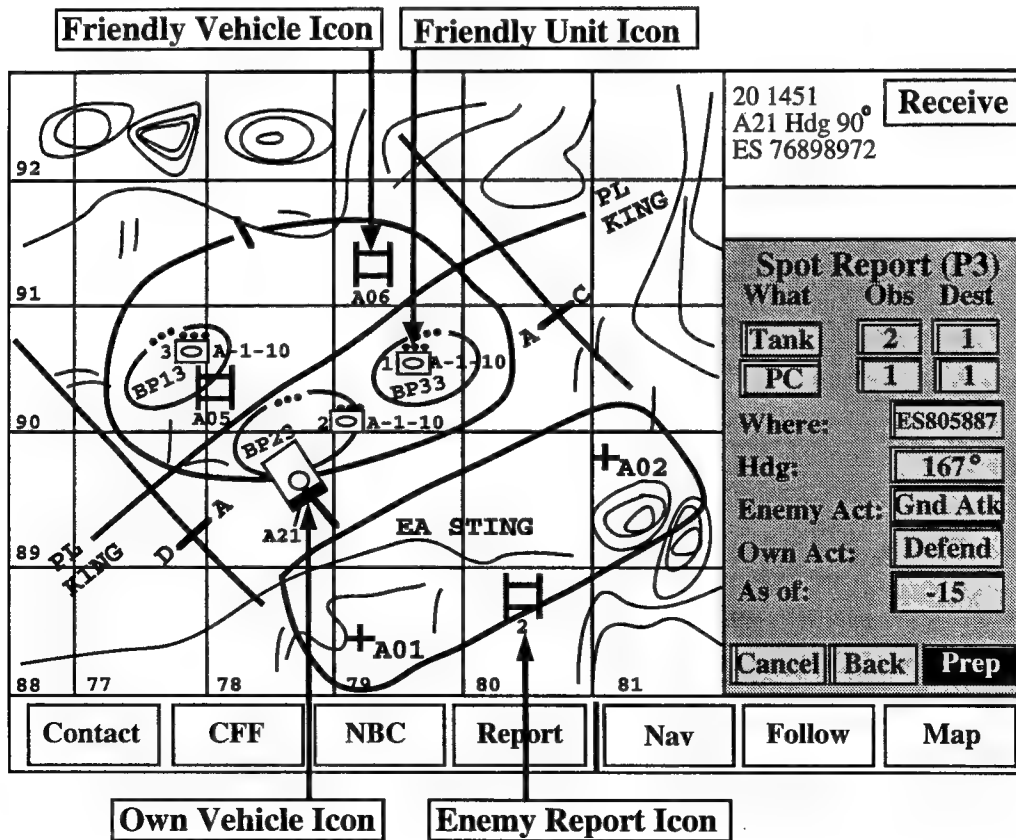 Friendly Vehicle Icon
Friendly Unit Icon
20 1451
A21 Hdg 90°
ES 76898972
Receive
92
PL KING
91
A06
A C
3 A-1-10
BP13
1 A-1-10
BP33
A05
2 A-1-10
BP23
90
A02
A21
EA STING
D A
PL KING
89
2
A01
88 77 78 79 80 81
Spot Report (P3)
What Obs Dest
Tank 2 1
PC 1 1
Where: ES805887
Hdg: 167°
Enemy Act: Gnd Atk
Own Act: Defend
As of: -15
Cancel Back Prep
Contact CFF NBC Report Nav Follow Map
Own Vehicle Icon
Enemy Report Icon